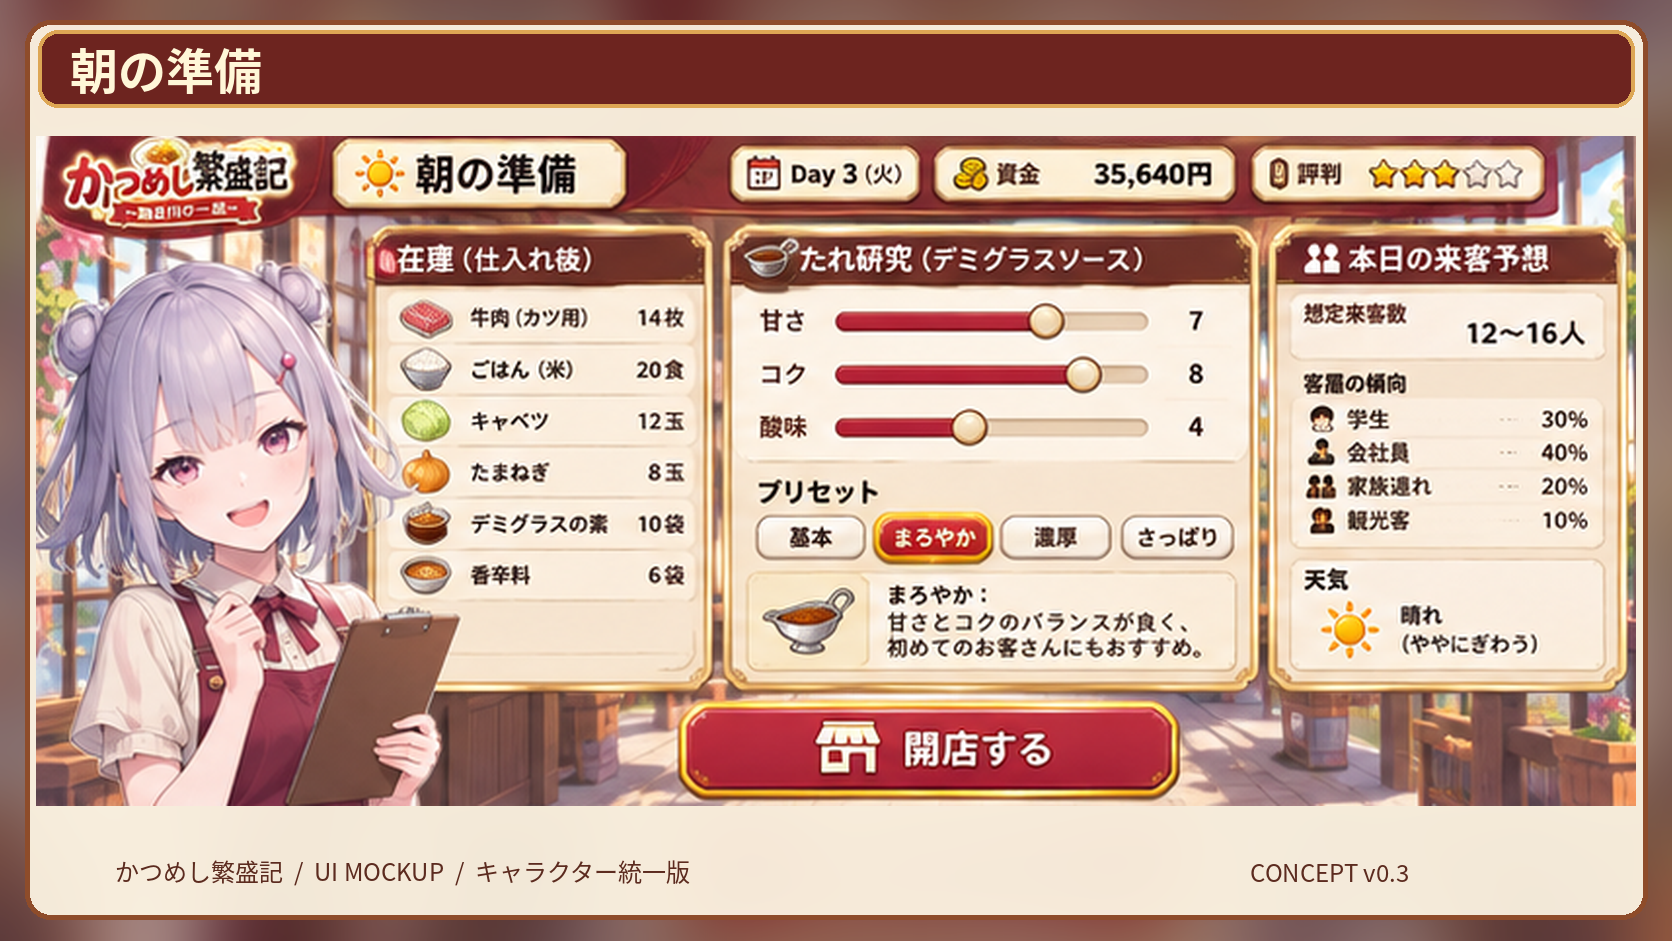 朝の準備
かつめし繁盛記
朝の準備
Day 3 (火)
資金 35,640円
評判
(仕入れ後)
牛肉 (カツ用) 14枚
ごはん (米) 20食
キャベツ 12玉
たまねぎ 8玉
デミグラスの素 10袋
香辛料 6袋
たれ研究 (デミグラスソース)
甘さ 7
コク 8
酸味 4
プリセット
基本 まろやか 濃厚 さっぱり
まろやか:
甘さとコクのバランスが良く、
初めてのお客さんにもおすすめ。
本日の来客予想
想定来客数
12〜16人
の傾向
学生 --- 30%
会社員 --- 40%
家族連れ --- 20%
観光客 --- 10%
天気
晴れ
(ややにぎわう)
開店する
かつめし繁盛記 / UI MOCKUP / キャラクター統一版
CONCEPT v0.3